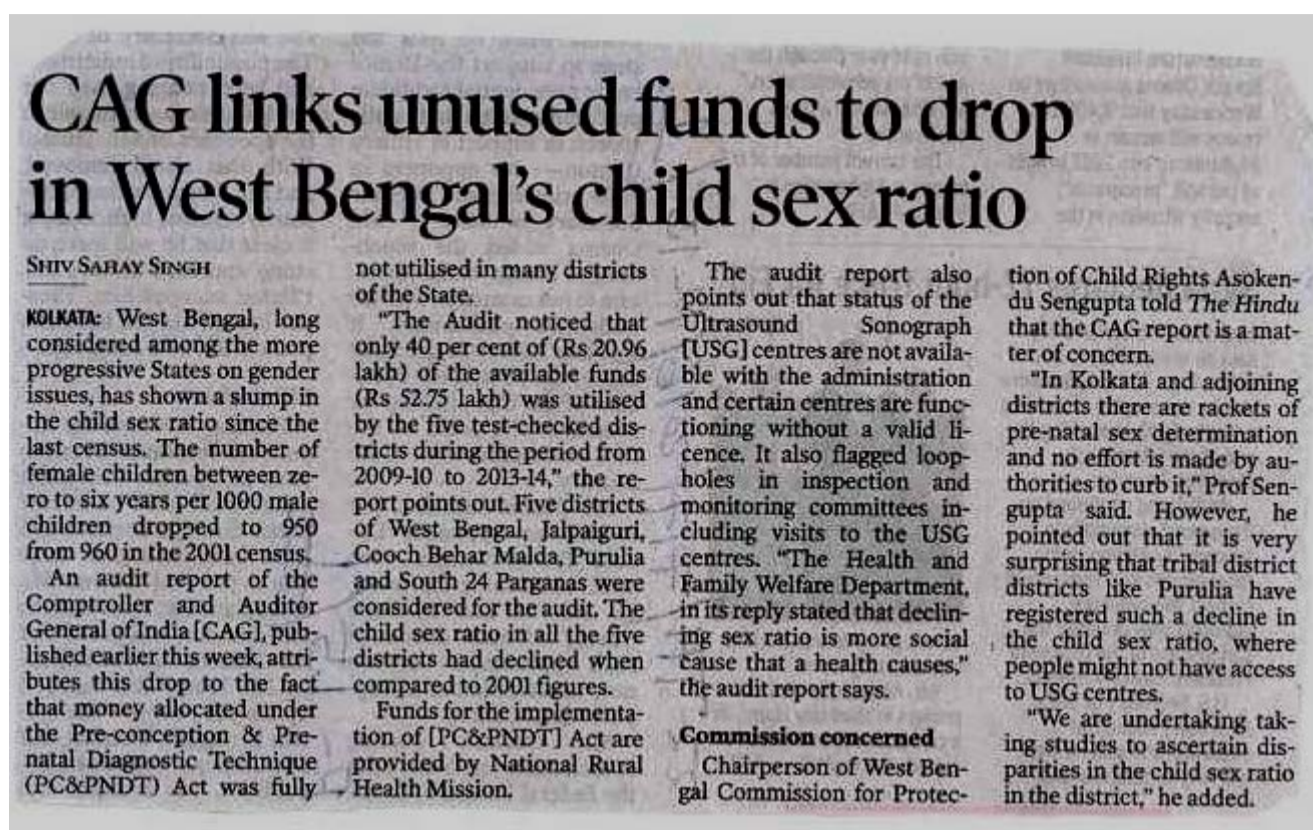 CAG links unused funds to drop
in West Bengal's child sex ratio
SHIV SAHAY SINGH
KOLKATA: West Bengal, long
considered among the more
progressive States on gender
issues, has shown a slump in
the child sex ratio since the
last census. The number of
female children between ze-
ro to six years per 1000 male
children dropped to 950
from 960 in the 2001 census.
An audit report of the
Comptroller and Auditor
General of India [CAG], pub-
lished earlier this week, attri-
butes this drop to the fact
that money allocated under
the Pre-conception & Pre-
natal Diagnostic Technique
(PC&PNDT) Act was fully
not utilised in many districts
of the State.
"The Audit noticed that
only 40 per cent of (Rs 20.96
lakh) of the available funds
(Rs 52.75 lakh) was utilised
by the five test-checked dis-
tricts during the period from
2009-10 to 2013-14," the re-
port points out. Five districts
of West Bengal, Jalpaiguri,
Cooch Behar Malda, Purulia
and South 24 Parganas were
considered for the audit. The
child sex ratio in all the five
districts had declined when
compared to 2001 figures.
Funds for the implementa-
tion of [PC&PNDT] Act are
provided by National Rural
Health Mission.
The audit report also
points out that status of the
Ultrasound Sonograph
[USG] centres are not availa-
ble with the administration
and certain centres are func-
tioning without a valid li-
cence. It also flagged loop-
holes in inspection and
monitoring committees in-
cluding visits to the USG
centres. "The Health and
Family Welfare Department,
in its reply stated that declin-
ing sex ratio is more social
cause that a health causes,"
the audit report says.
Commission concerned
Chairperson of West Ben-
gal Commission for Protec-
tion of Child Rights Asoken-
du Sengupta told The Hindu
that the CAG report is a mat-
ter of concern.
"In Kolkata and adjoining
districts there are rackets of
pre-natal sex determination
and no effort is made by au-
thorities to curb it," Prof Sen-
gupta said. However, he
pointed out that it is very
surprising that tribal district
districts like Purulia have
registered such a decline in
the child sex ratio, where
people might not have access
to USG centres.
"We are undertaking tak-
ing studies to ascertain dis-
parities in the child sex ratio
in the district," he added.